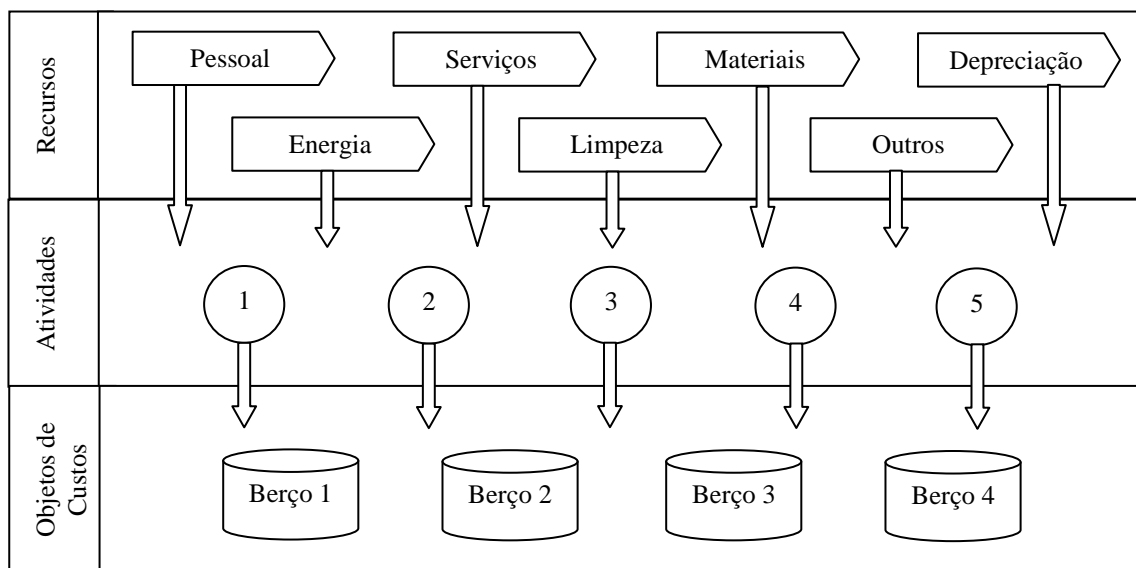 Recursos
Pessoal
Serviços
Materiais
Depreciação
Energia
Limpeza
Outros
Atividades
1
2
3
4
5
Objetos de
Custos
Berço 1
Berço 2
Berço 3
Berço 4